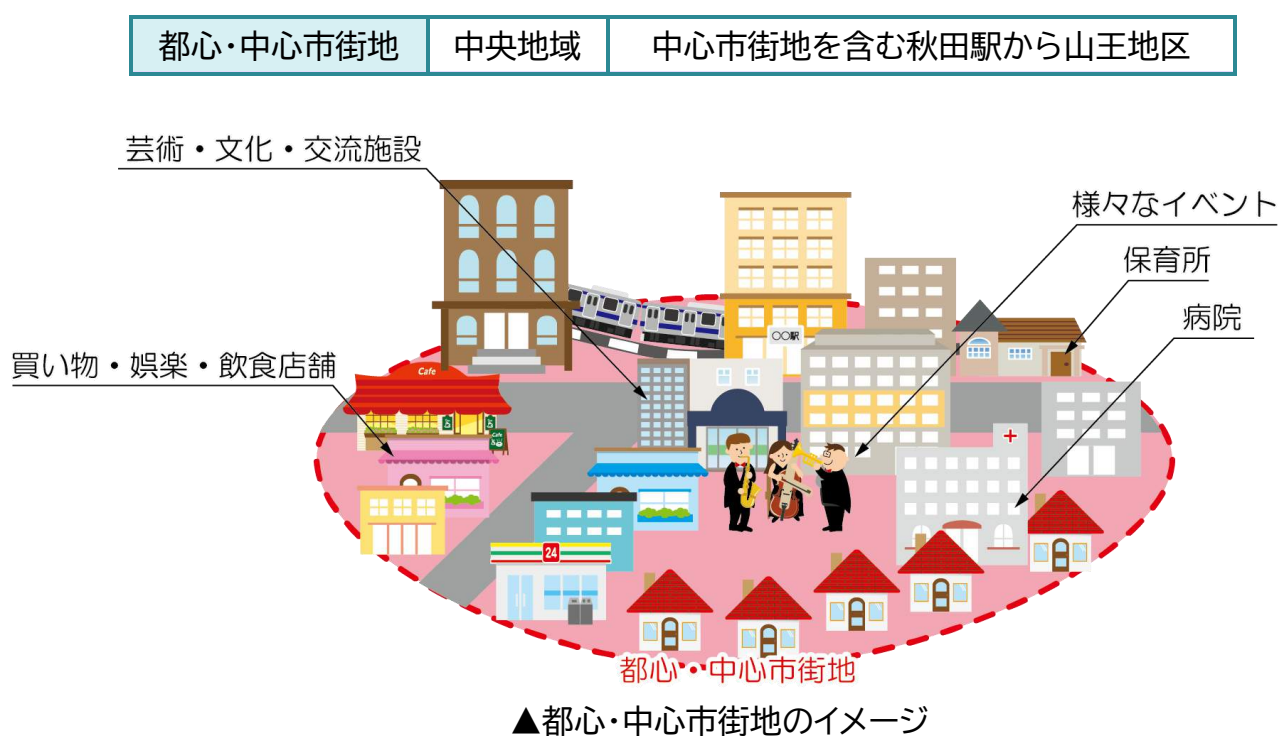 都心・中心市街地 中央地域 中心市街地を含む秋田駅から山王地区
芸術・文化・交流施設
様々なイベント
保育所
病院
買い物・娯楽・飲食店舗
○○駅
Cafe
Cafe
24
都心・中心市街地
▲都心・中心市街地のイメージ